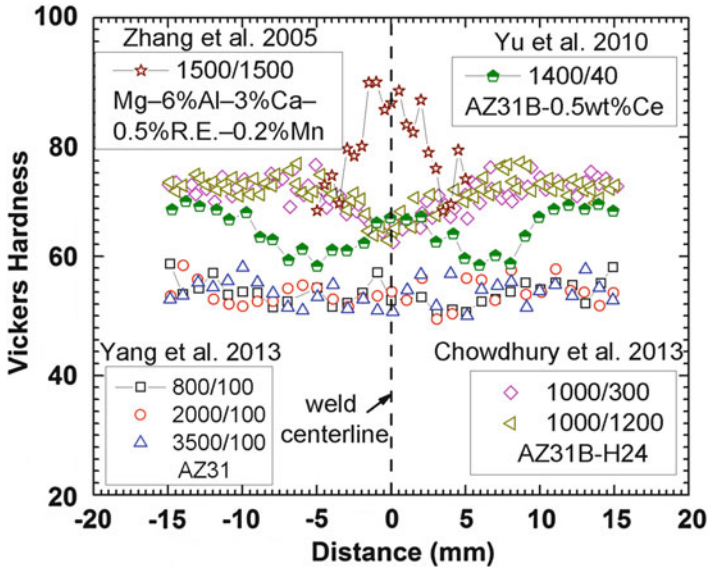 Vickers Hardness
100
80
60
40
20
Zhang et al. 2005
1500/1500
Mg–6%Al–3%Ca–
0.5%R.E.–0.2%Mn
Yu et al. 2010
1400/40
AZ31B-0.5wt%Ce
Yang et al. 2013
800/100
2000/100
3500/100
AZ31
weld
centerline
Chowdhury et al. 2013
1000/300
1000/1200
AZ31B-H24
-20 -15 -10 -5 0 5 10 15 20
Distance (mm)